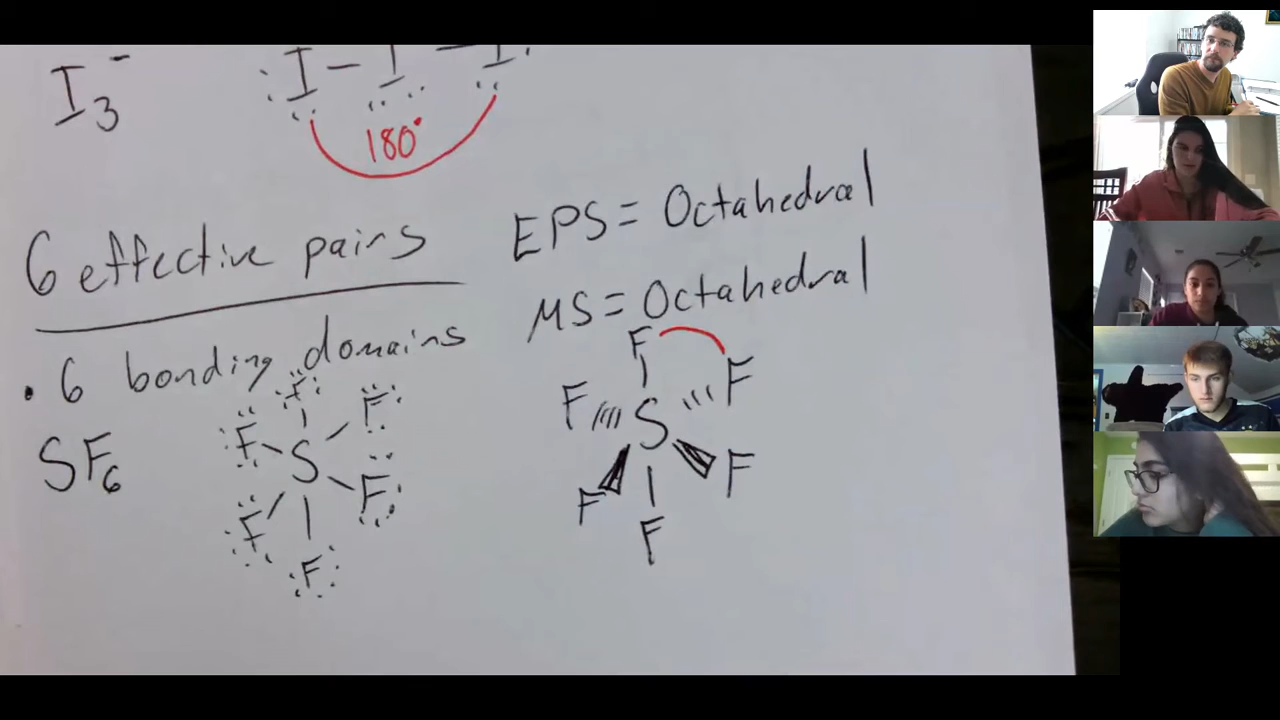 I3⁻
I – I – I
180°
6 effective pairs
EPS = Octahedral
MS = Octahedral
• 6 bonding domains
SF6
F F F
S
F F
F
F
F F
S
F F
F